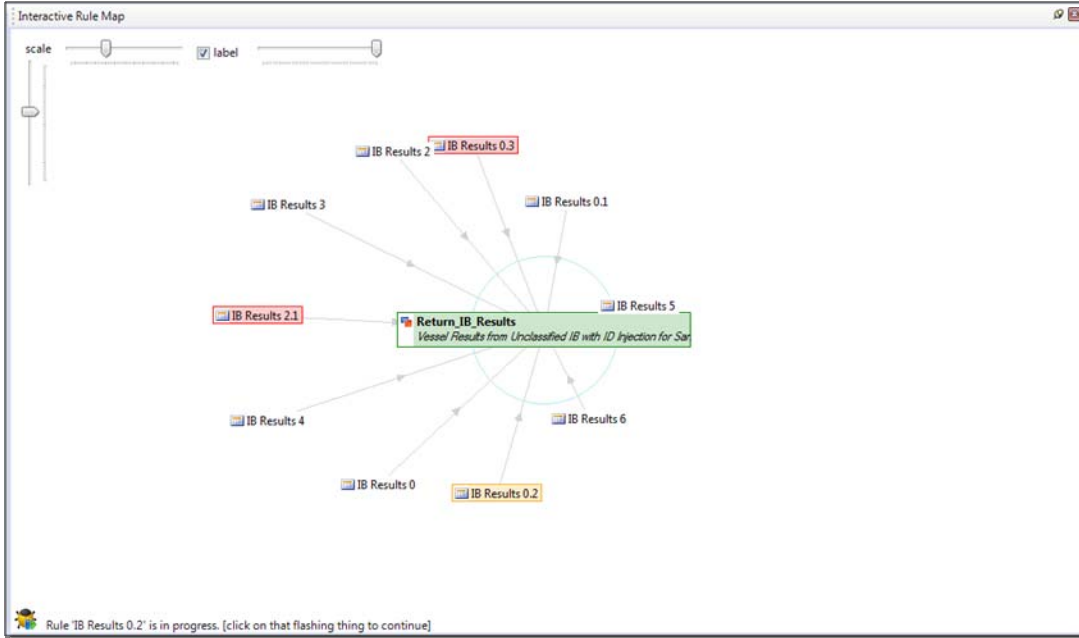 Interactive Rule Map
scale
label
IB Results 2
IB Results 0.3
IB Results 3
IB Results 0.1
IB Results 5
IB Results 2.1
Return_IB_Results
Vessel Results from Unclassified IB with ID Injection for Sar
IB Results 4
IB Results 6
IB Results 0
IB Results 0.2
Rule 'IB Results 0.2' is in progress. [click on that flashing thing to continue]